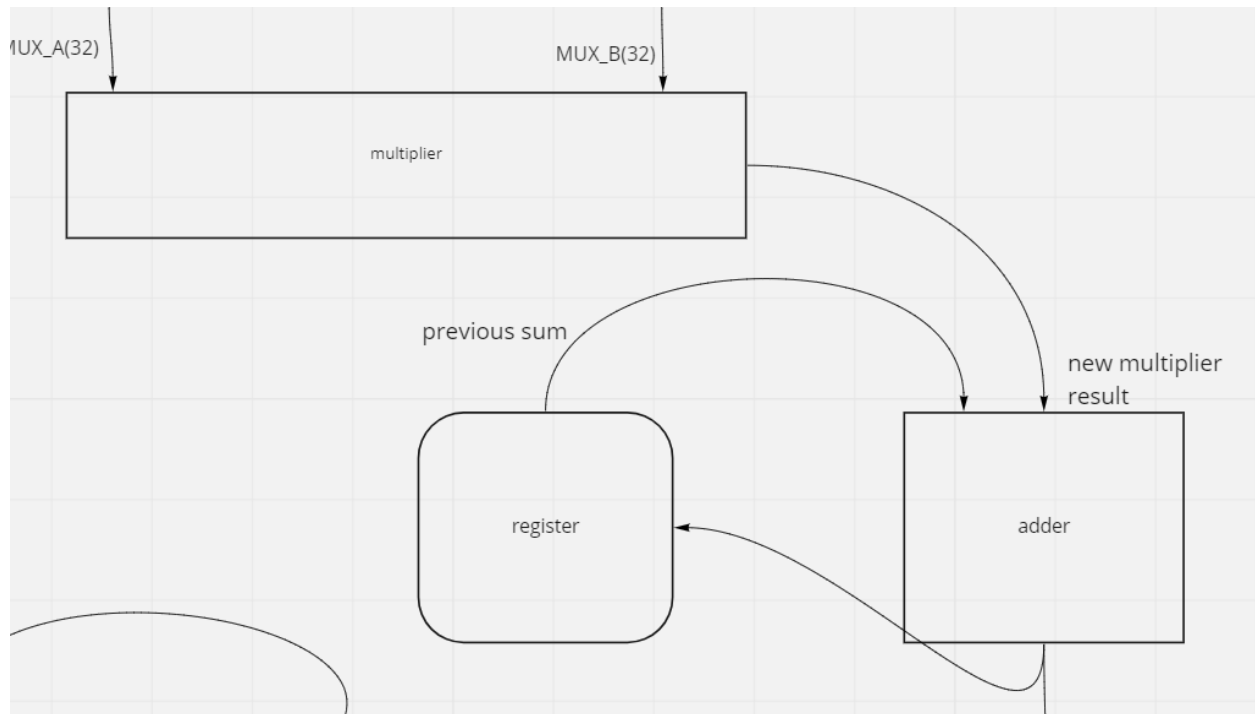 MUX_A(32)
MUX_B(32)
multiplier
previous sum
new multiplier
result
register
adder